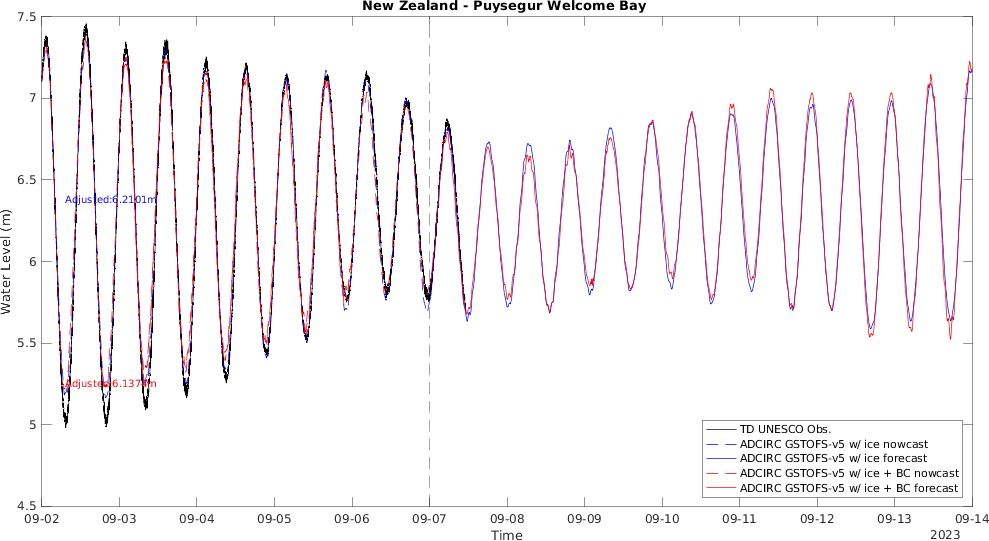 New Zealand - Puysegur Welcome Bay
7.5
7
6.5
6
5.5
5
4.5
Water Level (m)
Adjusted:6.2101m
TD UNESCO Obs.
ADCIRC GSTOFS-v5 w/ ice nowcast
ADCIRC GSTOFS-v5 w/ ice forecast
ADCIRC GSTOFS-v5 w/ ice + BC nowcast
ADCIRC GSTOFS-v5 w/ ice + BC forecast
09-02 09-03 09-04 09-05 09-06 09-07 09-08 09-09 09-10 09-11 09-12 09-13 09-14
Time
2023